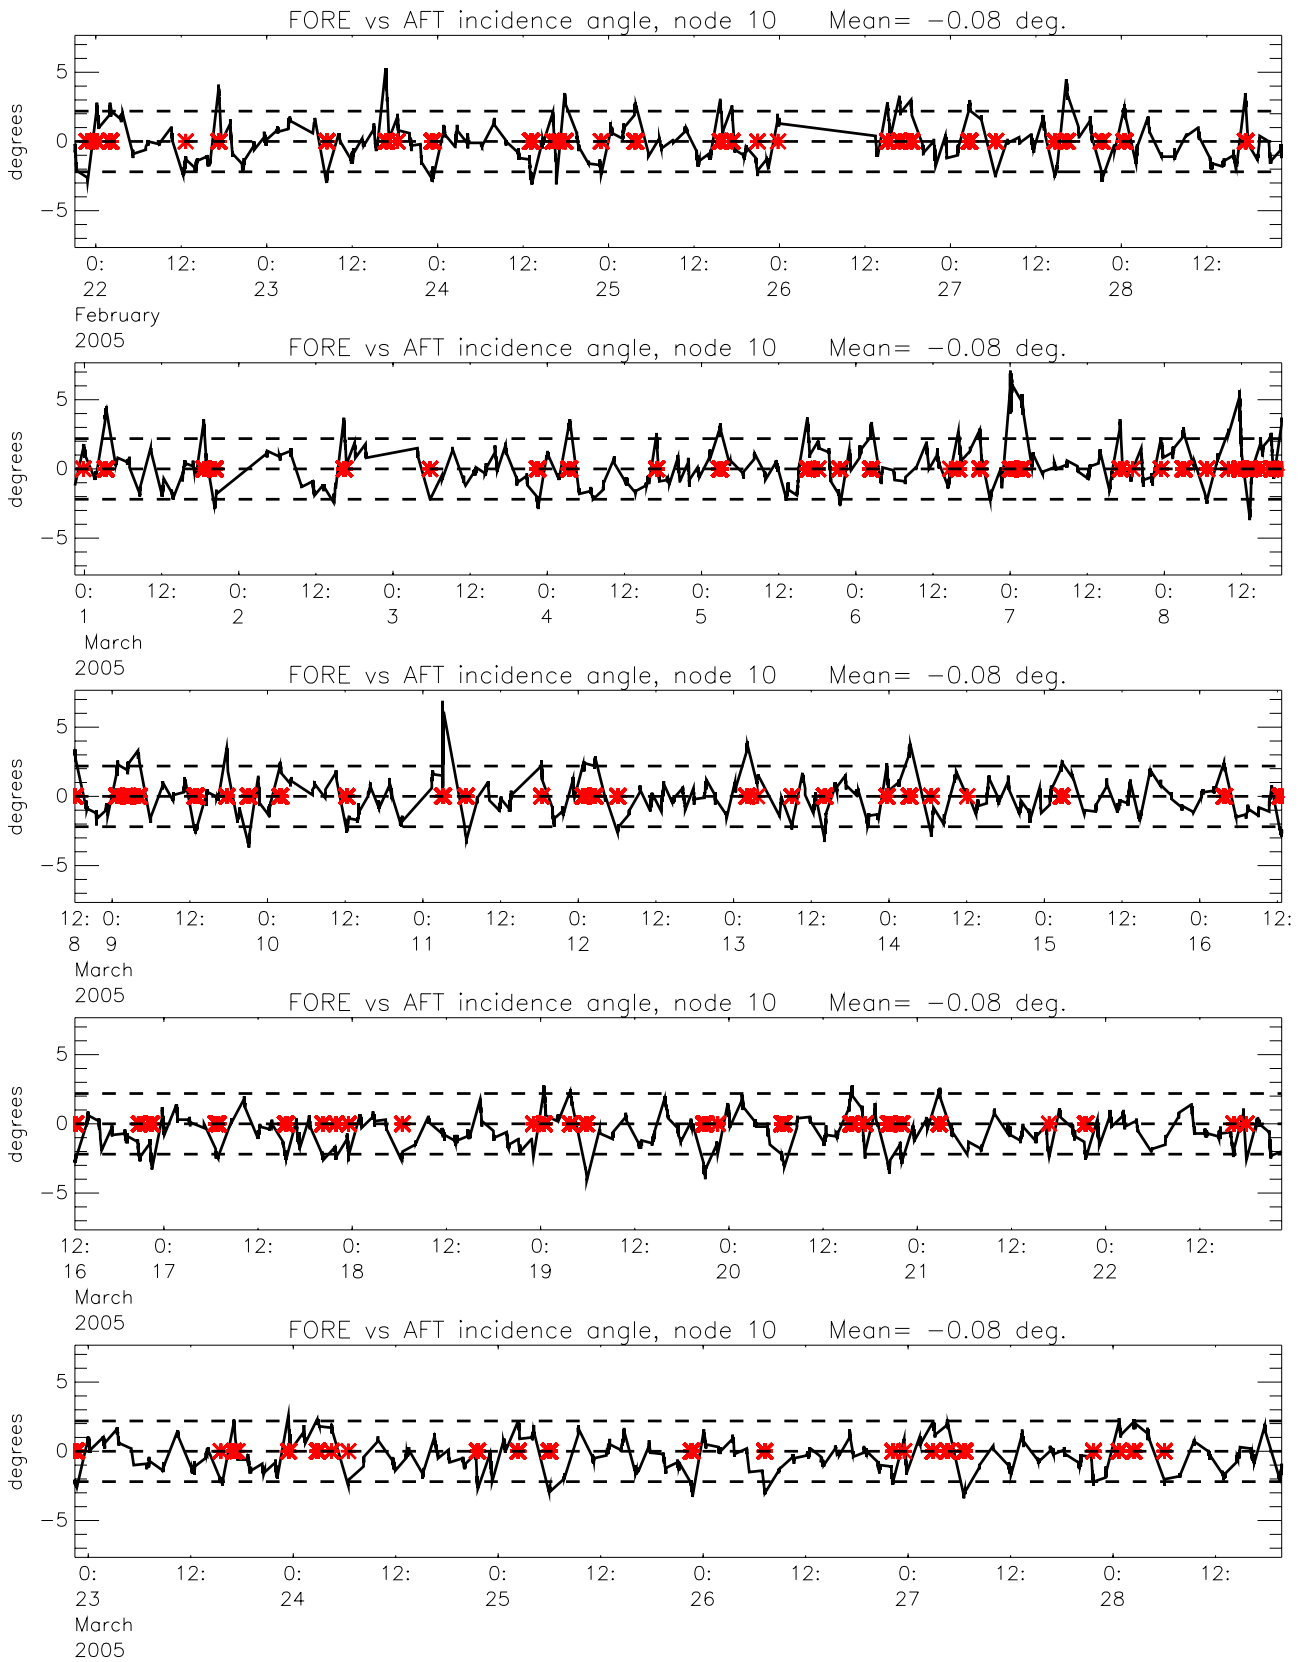 FORE vs AFT incidence angle, node 10    Mean= −0.08 deg.
degrees
5
0
−5
0: 12: 0: 12: 0: 12: 0: 12: 0: 12: 0: 12: 0: 12:
22 23 24 25 26 27 28
February
2005
FORE vs AFT incidence angle, node 10    Mean= −0.08 deg.
degrees
5
0
−5
0: 12: 0: 12: 0: 12: 0: 12: 0: 12: 0: 12: 0: 12: 0: 12:
1 2 3 4 5 6 7 8
March
2005
FORE vs AFT incidence angle, node 10    Mean= −0.08 deg.
degrees
5
0
−5
12: 0: 12: 0: 12: 0: 12: 0: 12: 0: 12: 0: 12: 0: 12: 0: 12:
8 9 10 11 12 13 14 15 16
March
2005
FORE vs AFT incidence angle, node 10    Mean= −0.08 deg.
degrees
5
0
−5
12: 0: 12: 0: 12: 0: 12: 0: 12: 0: 12: 0: 12:
16 17 18 19 20 21 22
March
2005
FORE vs AFT incidence angle, node 10    Mean= −0.08 deg.
degrees
5
0
−5
0: 12: 0: 12: 0: 12: 0: 12: 0: 12: 0: 12:
23 24 25 26 27 28
March
2005